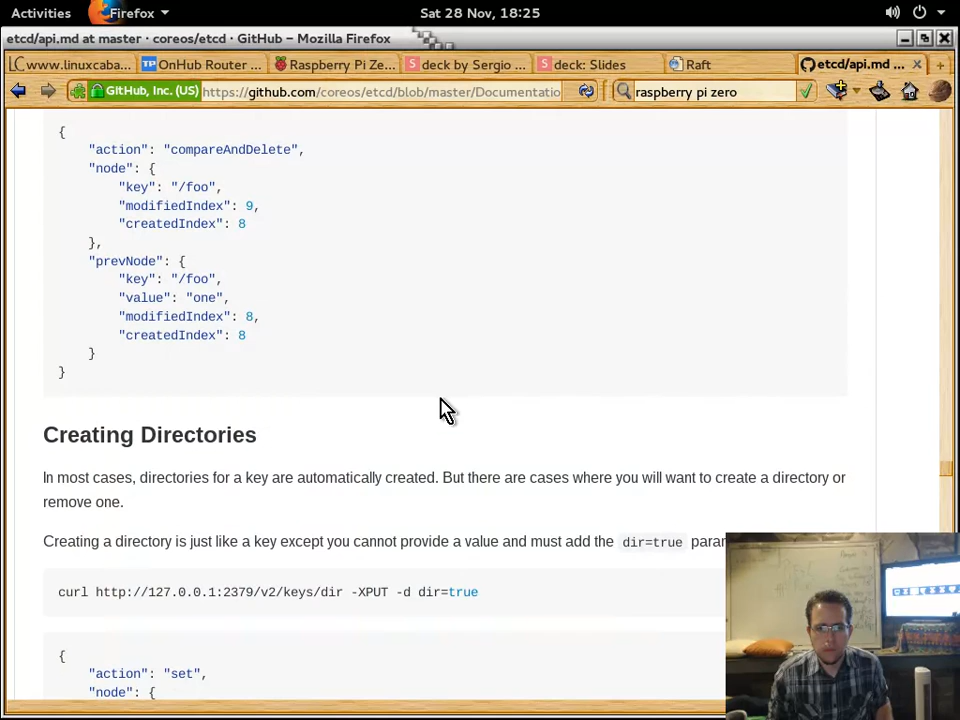 Activities Firefox Sat 28 Nov, 18:25
etcd/api.md at master · coreos/etcd · GitHub – Mozilla Firefox
www.linuxcaba... OnHub Router ... Raspberry Pi Ze... deck by Sergio ... deck: Slides Raft etcd/api.md ...
GitHub, Inc. (US) https://github.com/coreos/etcd/blob/master/Documentatio raspberry pi zero
{
"action": "compareAndDelete",
"node": {
"key": "/foo",
"modifiedIndex": 9,
"createdIndex": 8
},
"prevNode": {
"key": "/foo",
"value": "one",
"modifiedIndex": 8,
"createdIndex": 8
}
}
Creating Directories
In most cases, directories for a key are automatically created. But there are cases where you will want to create a directory or
remove one.
Creating a directory is just like a key except you cannot provide a value and must add the dir=true
curl http://127.0.0.1:2379/v2/keys/dir -XPUT -d dir=true
{
"action": "set",
"node": {